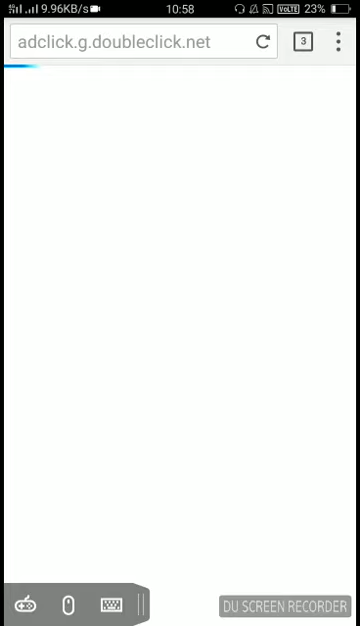 9.96KB/s 10:58 VoLTE 23%
adclick.g.doubleclick.net 3
DU SCREEN RECORDER